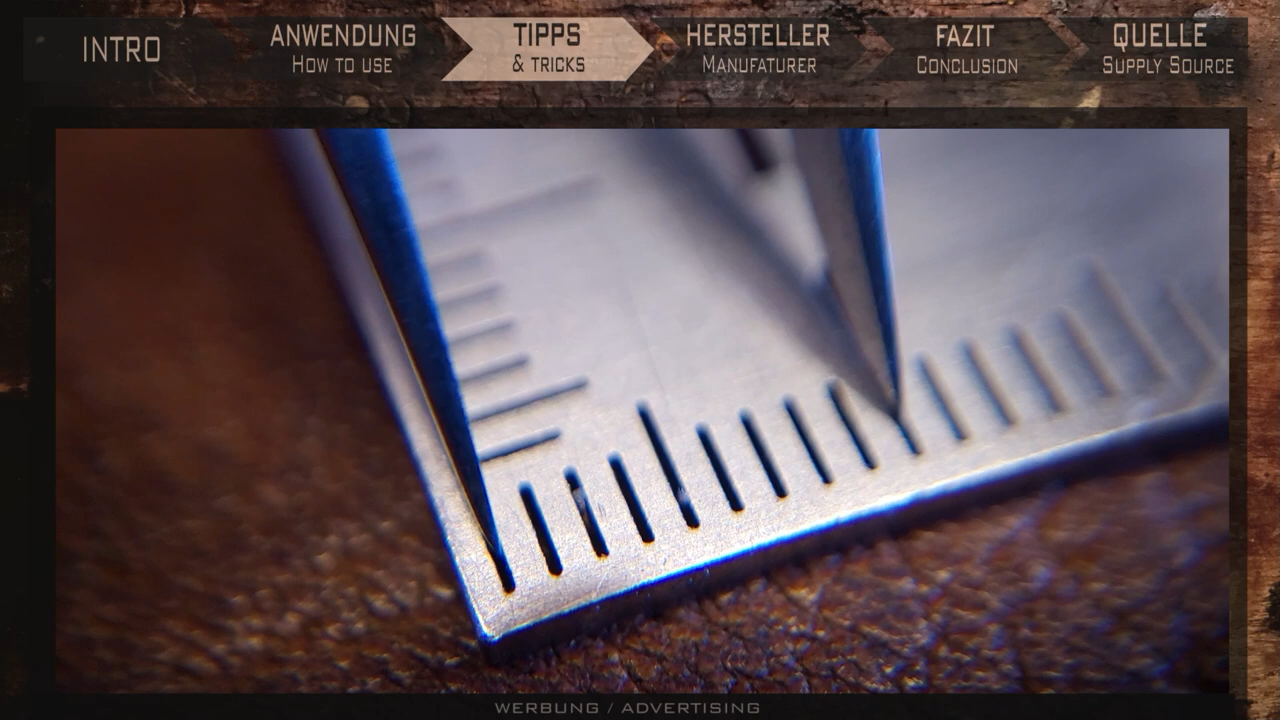 INTRO
ANWENDUNG
HOW TO USE
TIPPS
& TRICKS
HERSTELLER
MANUFATURER
FAZIT
CONCLUSION
QUELLE
SUPPLY SOURCE
WERBUNG / ADVERTISING